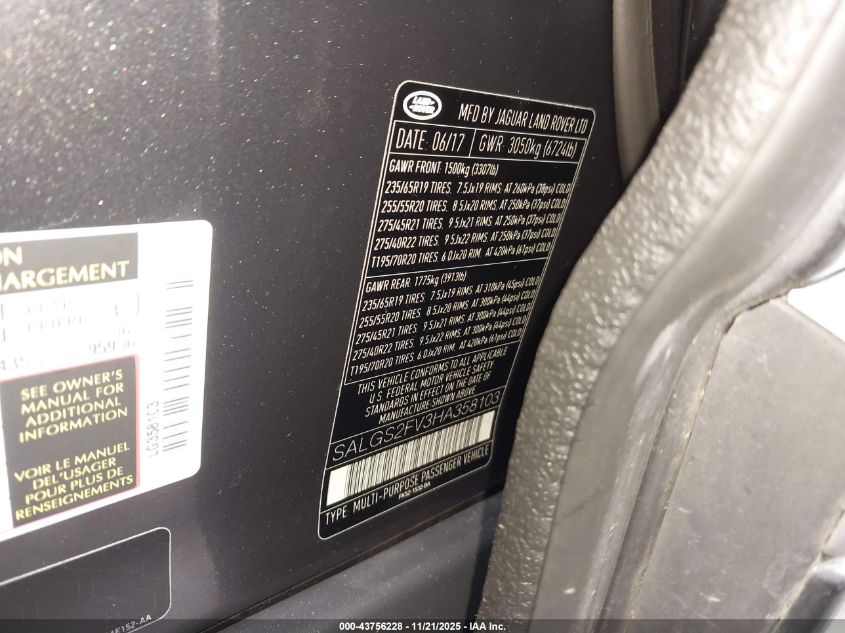 LAND-
ROVER
MFD BY JAGUAR LAND ROVER LTD
DATE: 06/17 GWR 3050kg (6724lb)
GAWR FRONT 1500kg (3307lb)
235/65R19 TIRES, 7.5Jx19 RIMS, AT 260kPa (38psi) COLD
255/55R20 TIRES, 8.5Jx20 RIMS, AT 250kPa (37psi) COLD
275/45R21 TIRES, 9.5Jx21 RIMS, AT 250kPa (37psi) COLD
275/40R22 TIRES, 9.5Jx22 RIMS, AT 250kPa (37psi) COLD
T195/70R20 TIRES, 6.0Jx20 RIM, AT 420kPa (61psi) COLD
GAWR REAR: 1775kg (3913lb)
235/65R19 TIRES, 7.5Jx19 RIMS, AT 310kPa (45psi) COLD
255/55R20 TIRES, 8.5Jx20 RIMS, AT 300kPa (44psi) COLD
275/45R21 TIRES, 9.5Jx21 RIMS, AT 300kPa (44psi) COLD
275/40R22 TIRES, 9.5Jx22 RIMS, AT 300kPa (44psi) COLD
T195/70R20 TIRES, 6.0Jx20 RIM, AT 420kPa (61psi) COLD
THIS VEHICLE CONFORMS TO ALL APPLICABLE
U.S. FEDERAL MOTOR VEHICLE SAFETY
STANDARDS IN EFFECT ON THE DATE OF
MANUFACTURE SHOWN ABOVE.
SALGS2FV3HA358103
TYPE: MULTI-PURPOSE PASSENGER VEHICLE
ON
HARGEMENT
3
959
SEE OWNER'S
MANUAL FOR
ADDITIONAL
INFORMATION
VOIR LE MANUEL
DE L'USAGER
POUR PLUS DE
RENSEIGNEMENTS
LG358103
000-43756228 - 11/21/2025 - IAA Inc.